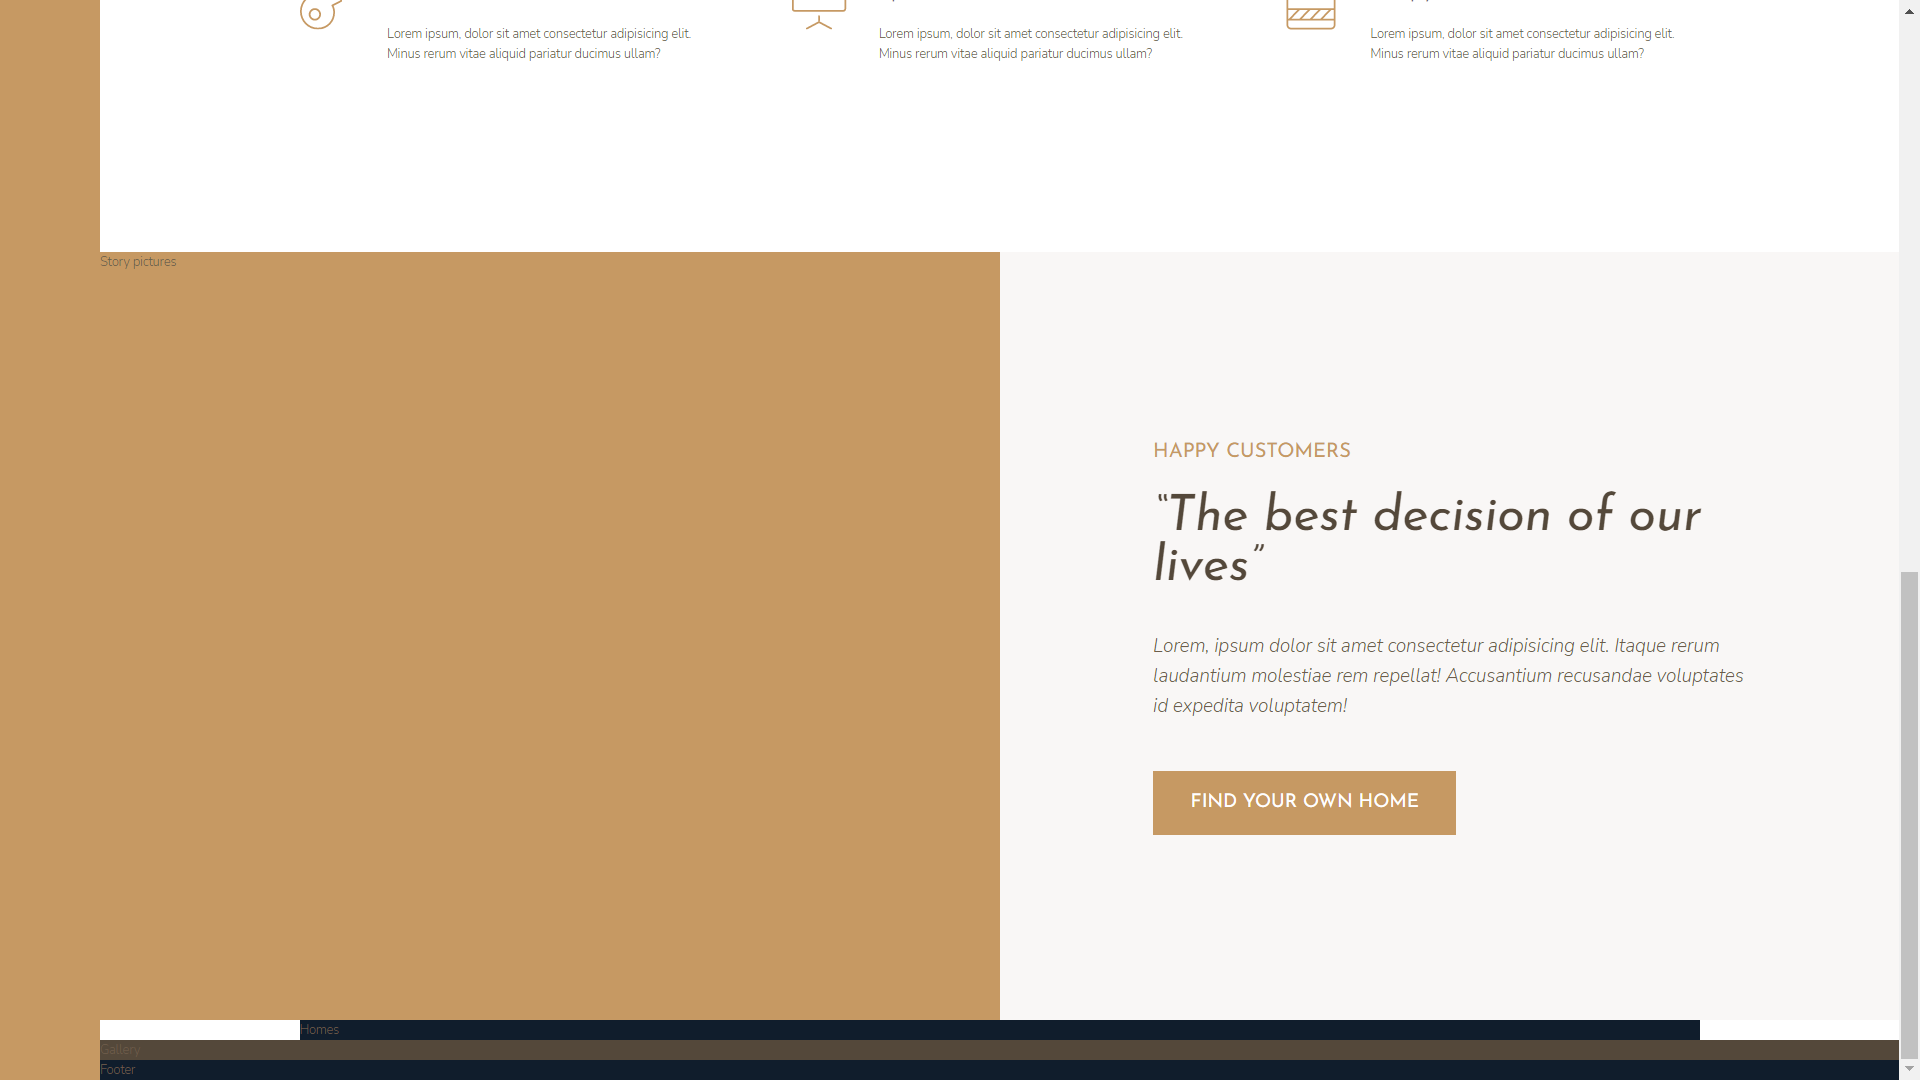 Lorem ipsum, dolor sit amet consectetur adipisicing elit.
Minus rerum vitae aliquid pariatur ducimus ullam?
Lorem ipsum, dolor sit amet consectetur adipisicing elit.
Minus rerum vitae aliquid pariatur ducimus ullam?
Lorem ipsum, dolor sit amet consectetur adipisicing elit.
Minus rerum vitae aliquid pariatur ducimus ullam?
Story pictures
HAPPY CUSTOMERS
“The best decision of our
lives”
Lorem, ipsum dolor sit amet consectetur adipisicing elit. Itaque rerum
laudantium molestiae rem repellat! Accusantium recusandae voluptates
id expedita voluptatem!
FIND YOUR OWN HOME
Homes
Gallery
Footer